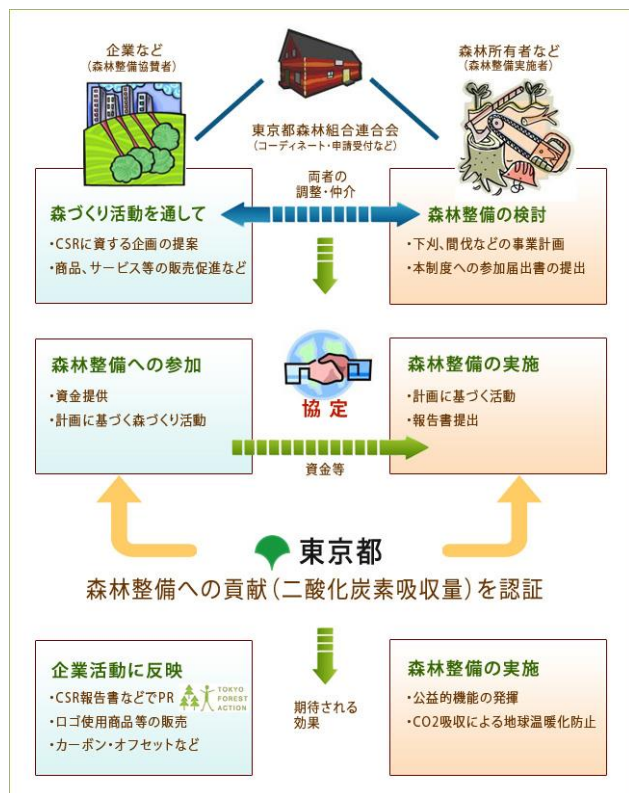 企業など
（森林整備協賛者）
森林所有者など
（森林整備実施者）
東京都森林組合連合会
（コーディネート・申請受付など）
両者の
調整・仲介
森づくり活動を通して
・CSRに資する企画の提案
・商品、サービス等の販売促進など
森林整備の検討
・下刈、間伐などの事業計画
・本制度への参加届出書の提出
森林整備への参加
・資金提供
・計画に基づく森づくり活動
協定
森林整備の実施
・計画に基づく活動
・報告書提出
資金等
東京都
森林整備への貢献（二酸化炭素吸収量）を認証
企業活動に反映
・CSR報告書などでPR
TOKYO
FOREST
ACTION
・ロゴ使用商品等の販売
・カーボン・オフセットなど
期待される
効果
森林整備の実施
・公益的機能の発揮
・CO2吸収による地球温暖化防止